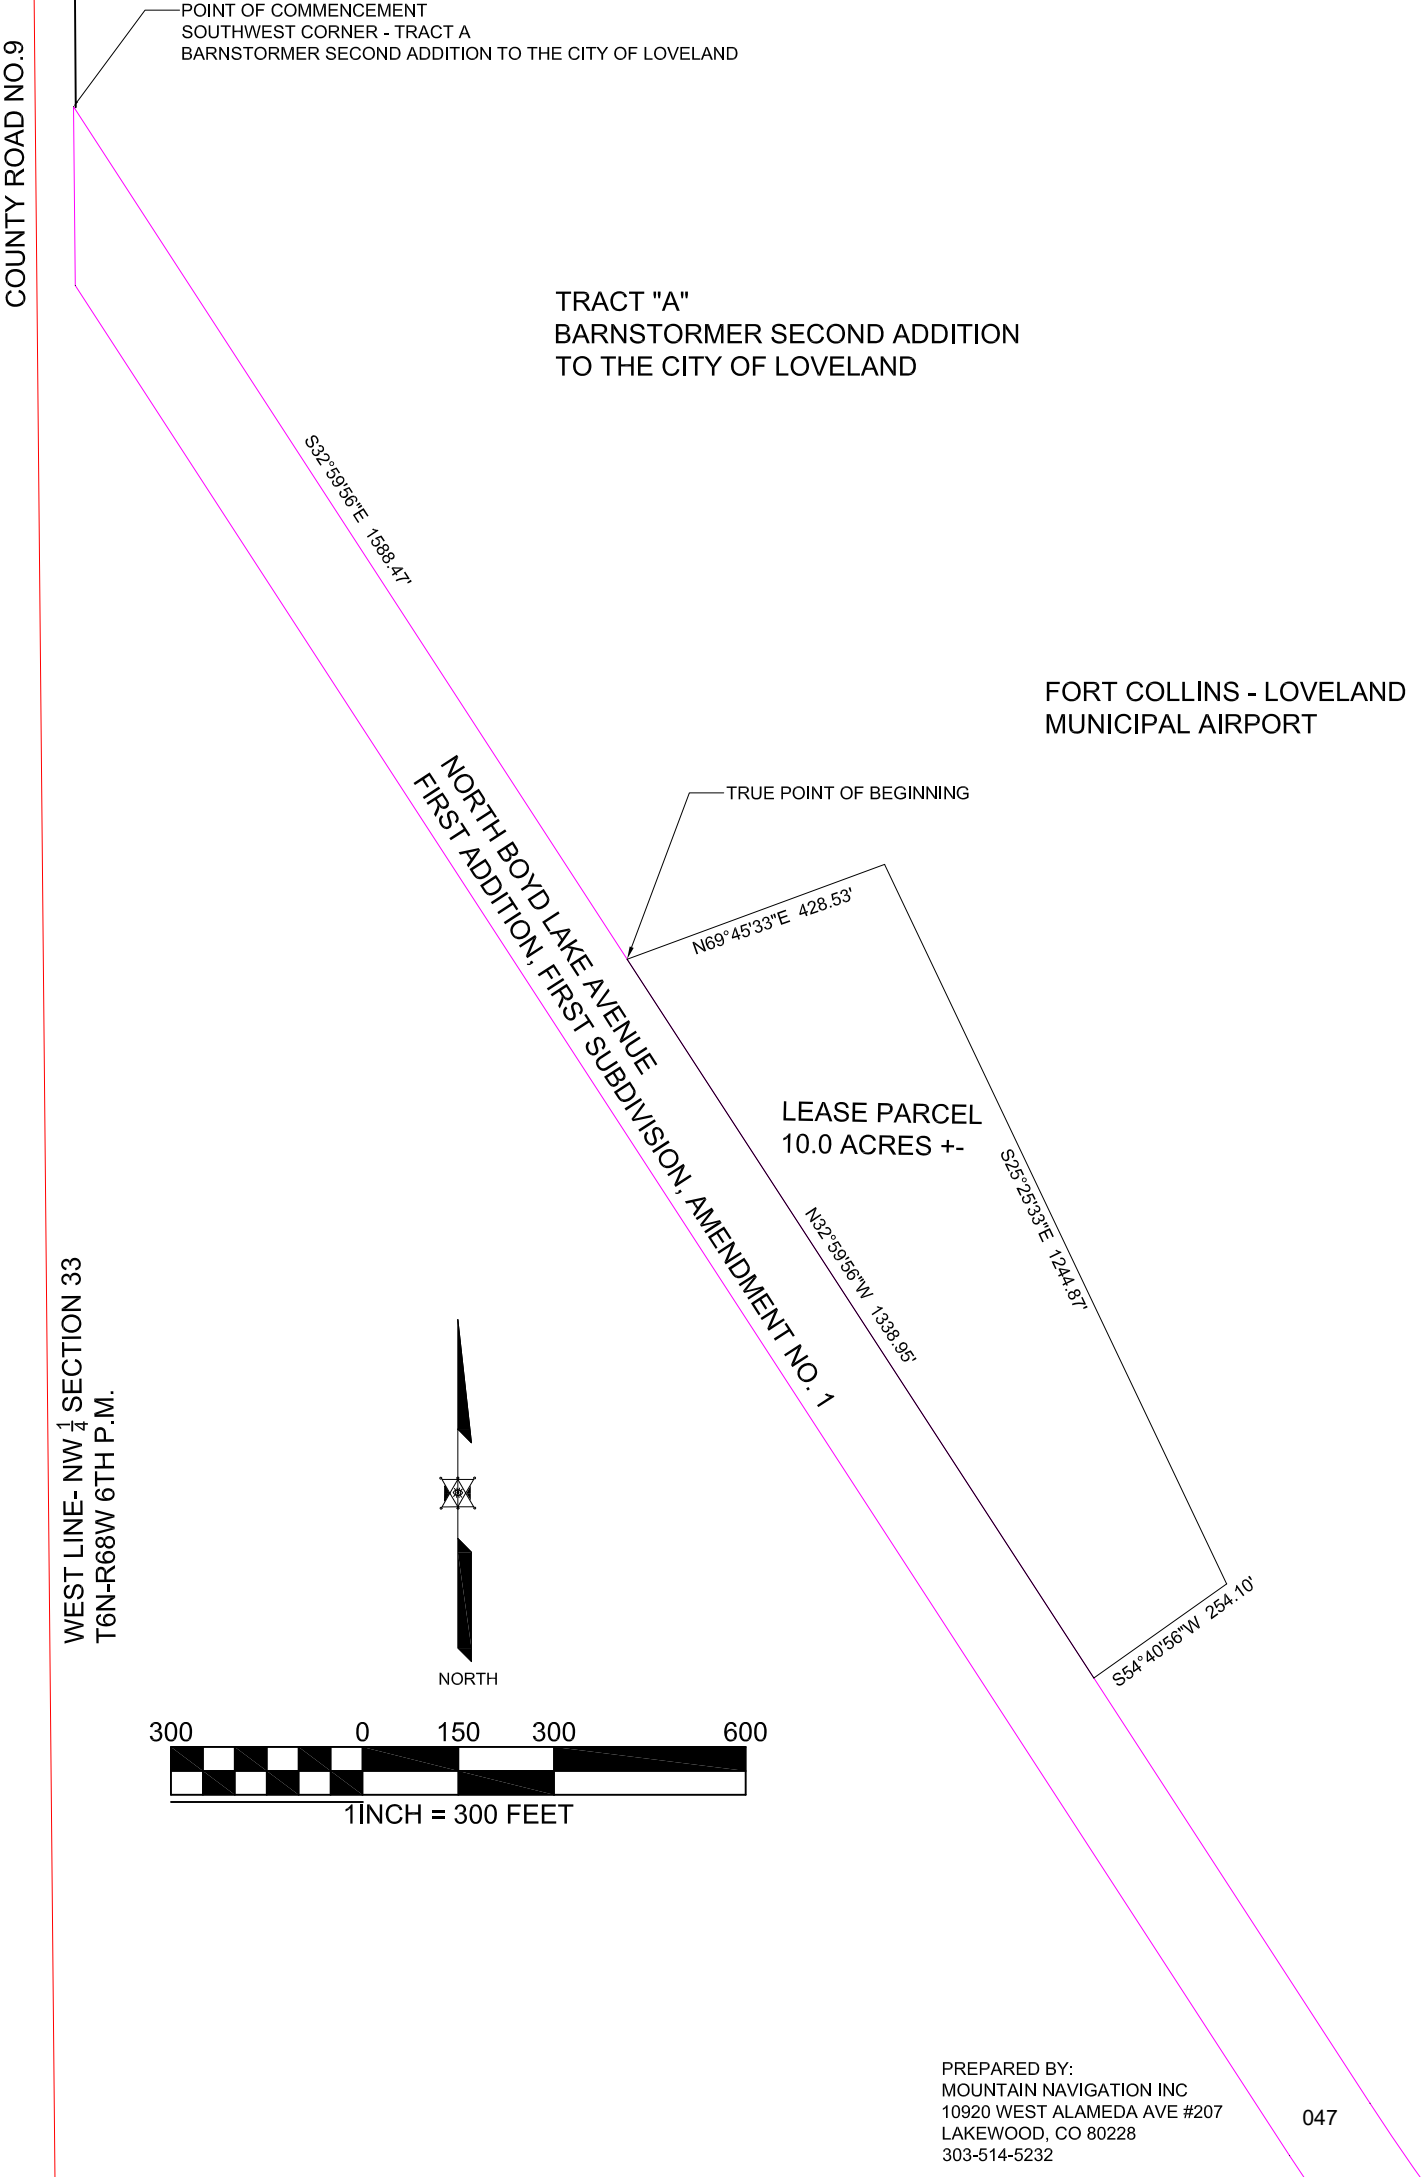 POINT OF COMMENCEMENT
SOUTHWEST CORNER - TRACT A
BARNSTORMER SECOND ADDITION TO THE CITY OF LOVELAND
COUNTY ROAD NO.9
TRACT "A"
BARNSTORMER SECOND ADDITION
TO THE CITY OF LOVELAND
S32°59'56"E 1588.47'
FORT COLLINS - LOVELAND
MUNICIPAL AIRPORT
TRUE POINT OF BEGINNING
N69°45'33"E 428.53'
NORTH BOYD LAKE AVENUE
FIRST ADDITION, FIRST SUBDIVISION, AMENDMENT NO. 1
LEASE PARCEL
10.0 ACRES +-
S25°25'33"E 1244.87'
N32°59'56"W 1338.95'
S54°40'56"W 254.10'
WEST LINE- NW 1/4 SECTION 33
T6N-R68W 6TH P.M.
NORTH
300 0 150 300 600
1INCH = 300 FEET
PREPARED BY:
MOUNTAIN NAVIGATION INC
10920 WEST ALAMEDA AVE #207
LAKEWOOD, CO 80228
303-514-5232
047